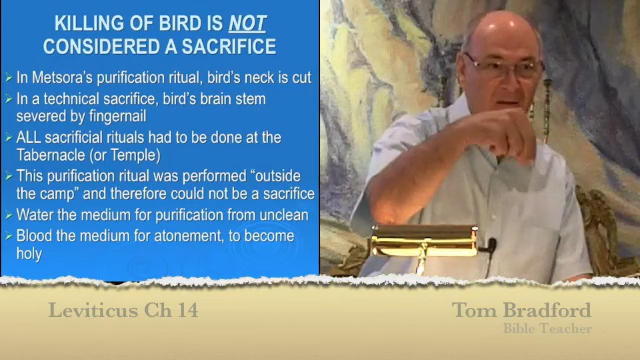 KILLING OF BIRD IS NOT
CONSIDERED A SACRIFICE
In Metsora's purification ritual, bird's neck is cut
In a technical sacrifice, bird's brain stem
severed by fingernail
ALL sacrificial rituals had to be done at the
Tabernacle (or Temple)
This purification ritual was performed "outside
the camp" and therefore could not be a sacrifice
Water the medium for purification from unclean
Blood the medium for atonement, to become
holy
Leviticus Ch 14
Tom Bradford
Bible Teacher